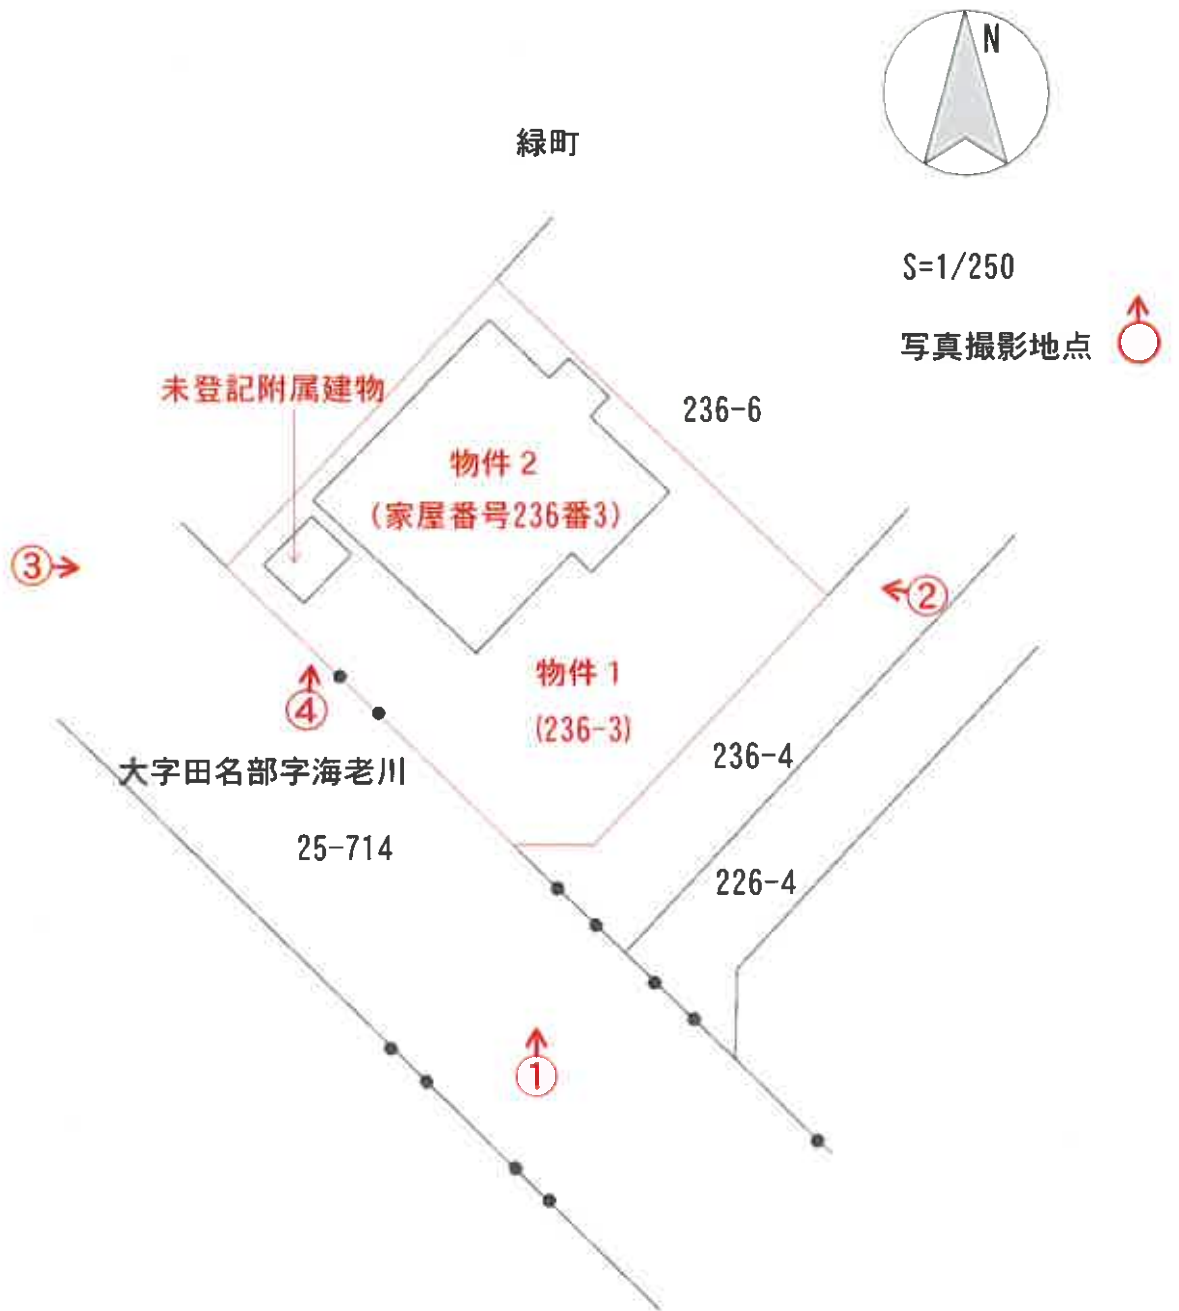 N
緑町
S=1/250
写真撮影地点
未登記附属建物
236-6
物件2
(家屋番号236番3)
③
②
物件1
(236-3)
④
236-4
大字田名部字海老川
25-714
226-4
①